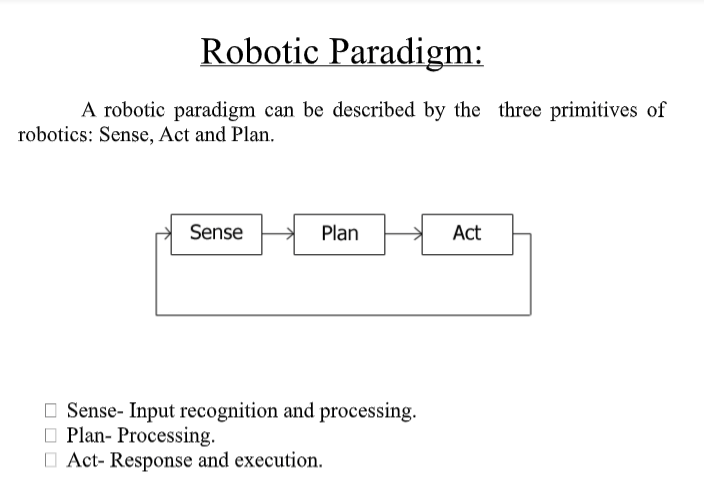 Robotic Paradigm:
A robotic paradigm can be described by the three primitives of
robotics: Sense, Act and Plan.
Sense Plan Act
Sense- Input recognition and processing.
Plan- Processing.
Act- Response and execution.